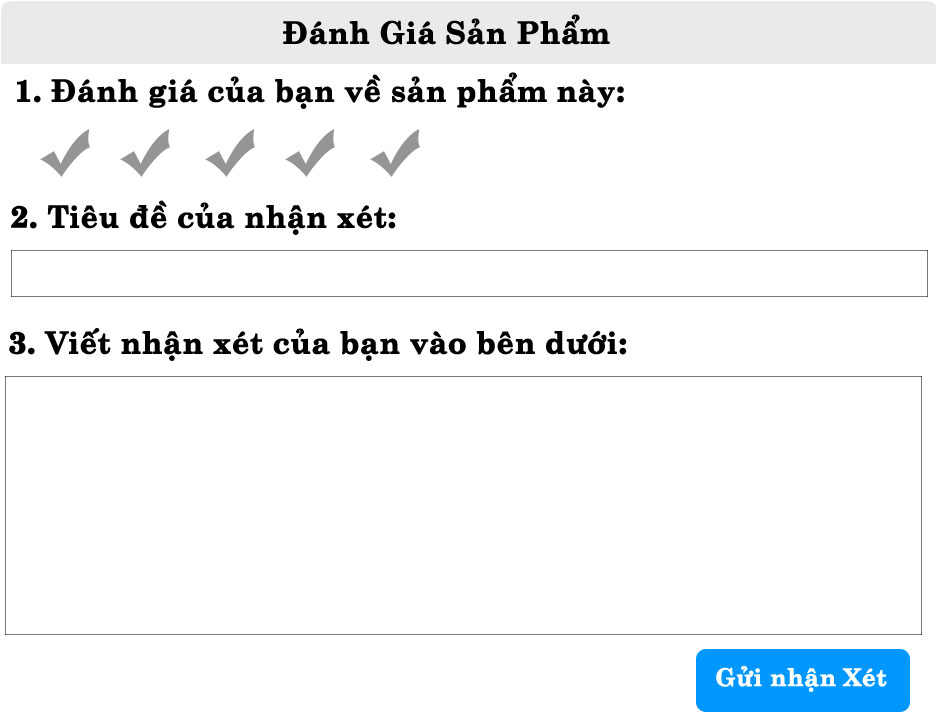 Đánh Giá Sản Phẩm
1. Đánh giá của bạn về sản phẩm này:
2. Tiêu đề của nhận xét:
3. Viết nhận xét của bạn vào bên dưới:
Gửi nhận Xét